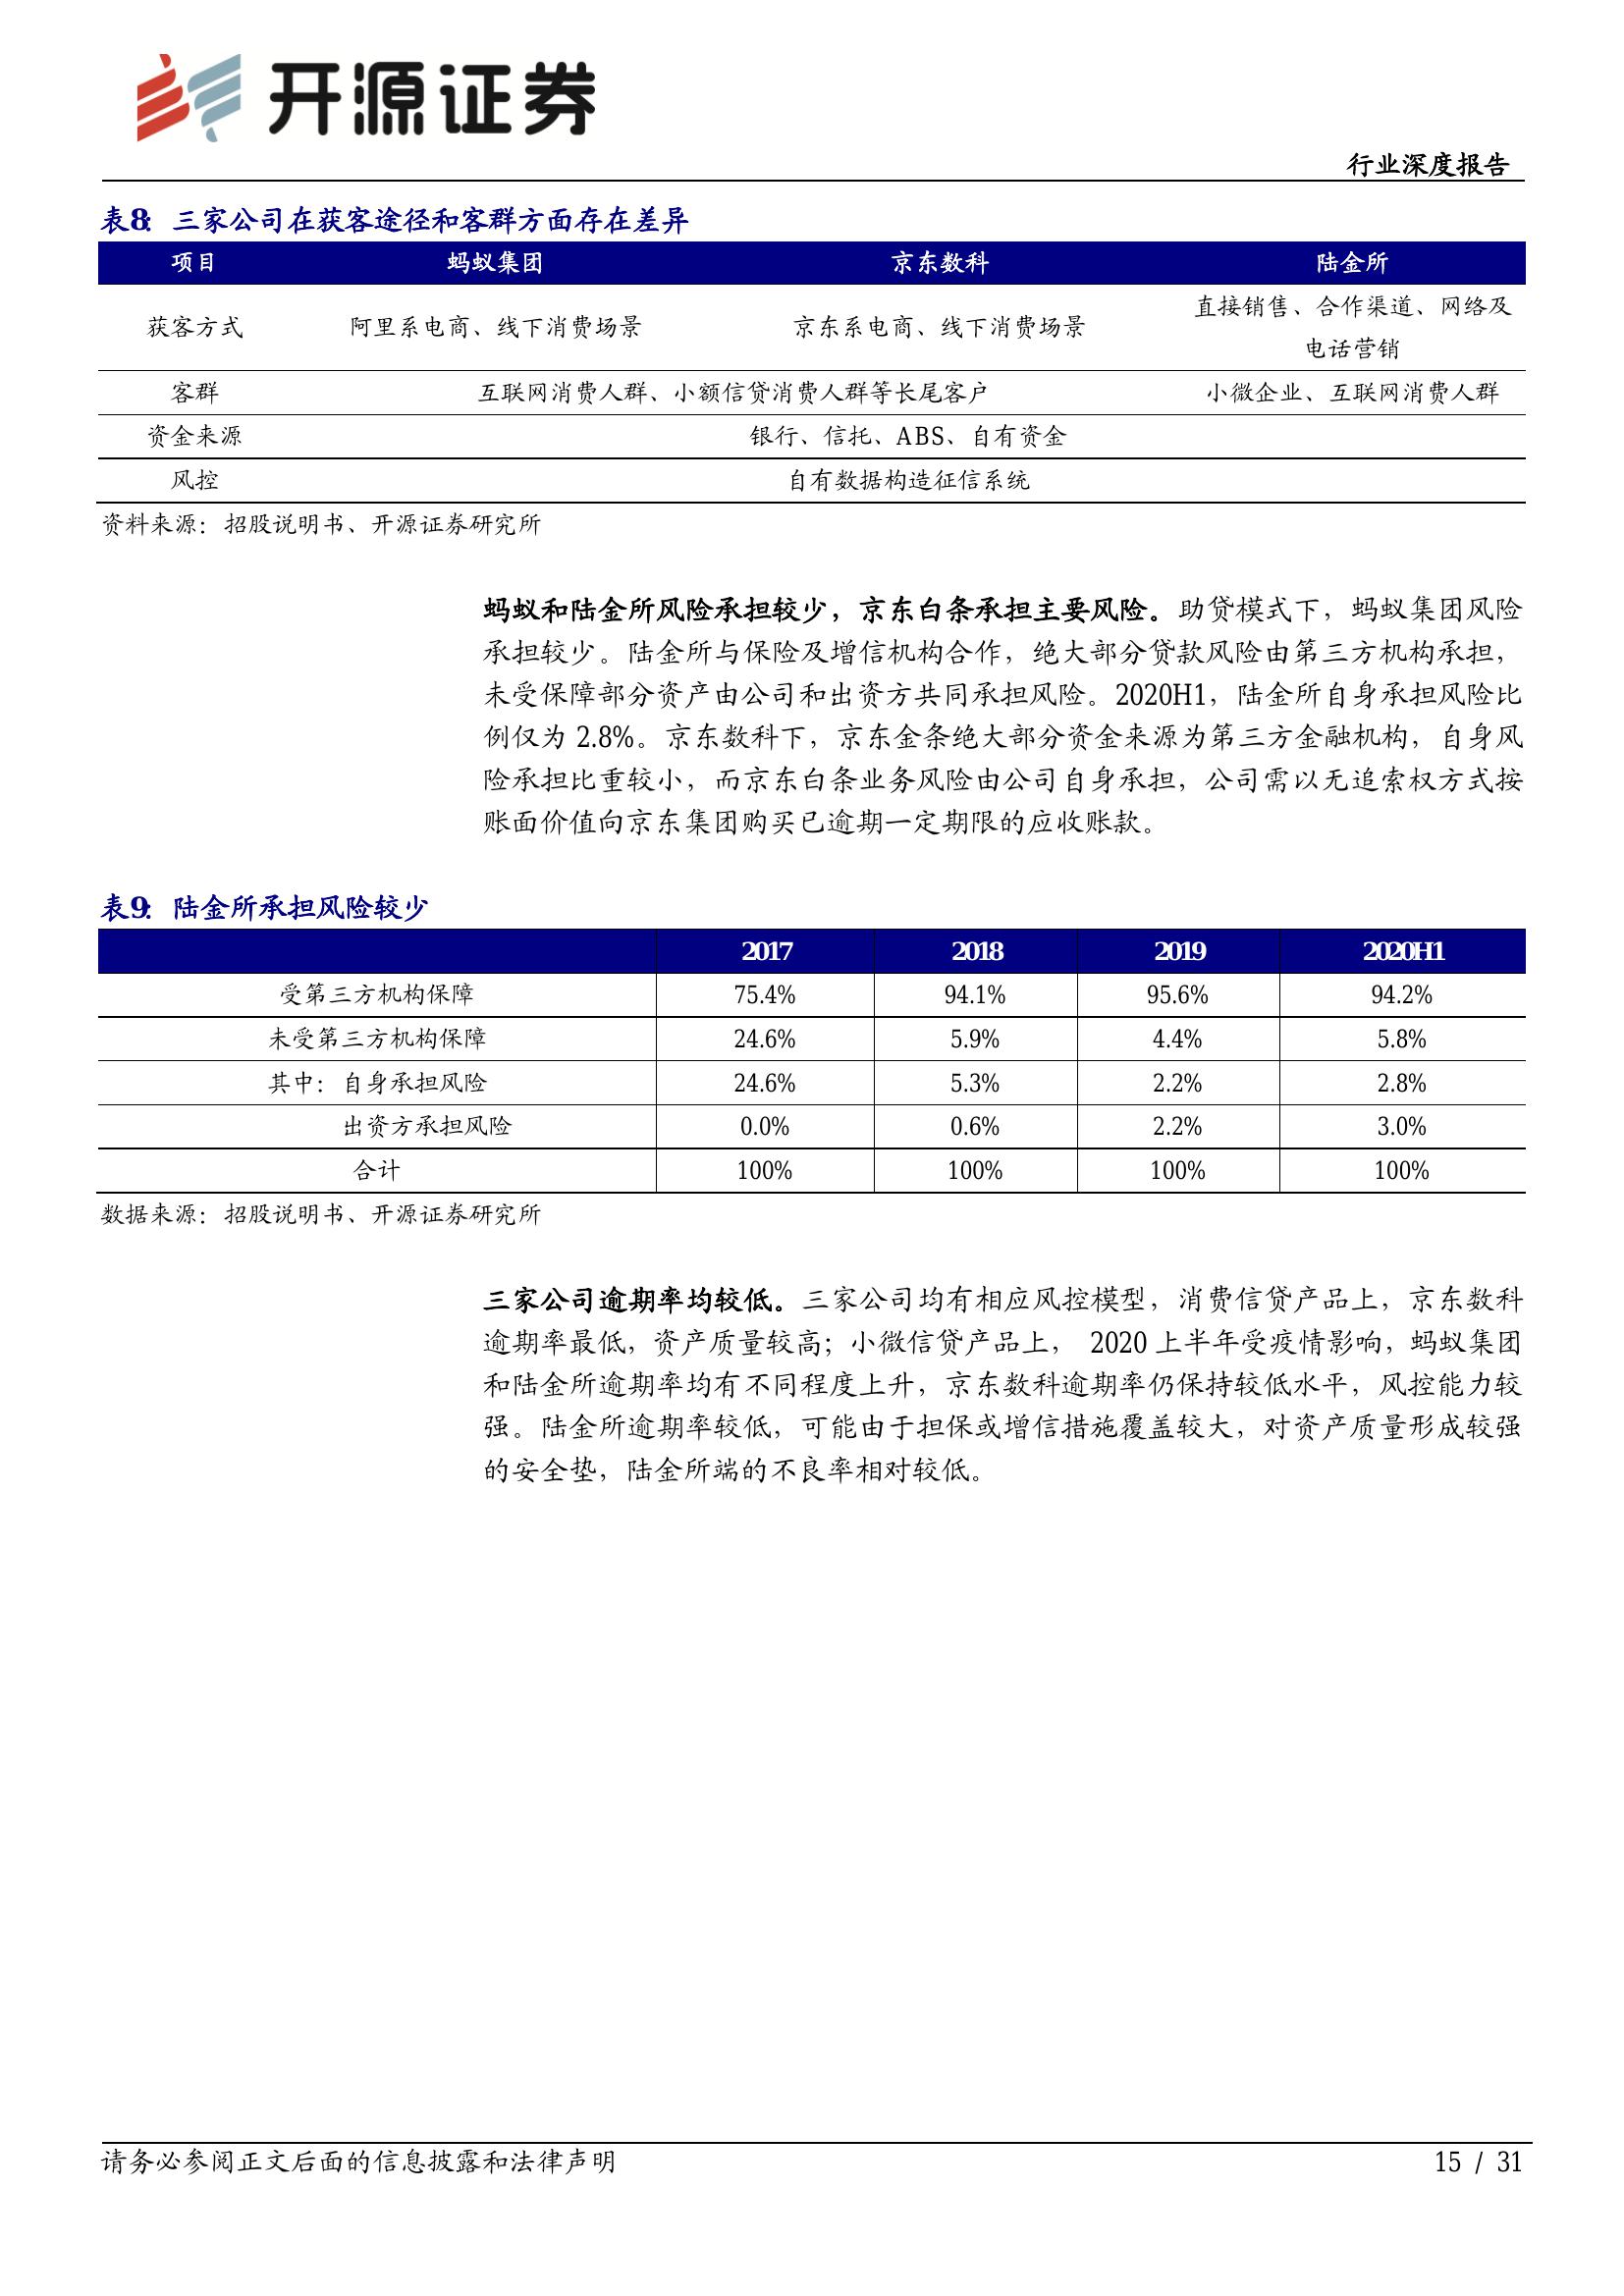 开源证券
行业深度报告
表8：三家公司在获客途径和客群方面存在差异
项目 蚂蚁集团 京东数科 陆金所
获客方式 阿里系电商、线下消费场景 京东系电商、线下消费场景 直接销售、合作渠道、网络及
电话营销
客群 互联网消费人群、小额信贷消费人群等长尾客户 小微企业、互联网消费人群
资金来源 银行、信托、ABS、自有资金
风控 自有数据构造征信系统
资料来源：招股说明书、开源证券研究所
蚂蚁和陆金所风险承担较少，京东白条承担主要风险。助贷模式下，蚂蚁集团风险
承担较少。陆金所与保险及增信机构合作，绝大部分贷款风险由第三方机构承担，
未受保障部分资产由公司和出资方共同承担风险。2020H1，陆金所自身承担风险比
例仅为 2.8%。京东数科下，京东金条绝大部分资金来源为第三方金融机构，自身风
险承担比重较小，而京东白条业务风险由公司自身承担，公司需以无追索权方式按
账面价值向京东集团购买已逾期一定期限的应收账款。
表9：陆金所承担风险较少
2017 2018 2019 2020H1
受第三方机构保障 75.4% 94.1% 95.6% 94.2%
未受第三方机构保障 24.6% 5.9% 4.4% 5.8%
其中：自身承担风险 24.6% 5.3% 2.2% 2.8%
出资方承担风险 0.0% 0.6% 2.2% 3.0%
合计 100% 100% 100% 100%
数据来源：招股说明书、开源证券研究所
三家公司逾期率均较低。三家公司均有相应风控模型，消费信贷产品上，京东数科
逾期率最低，资产质量较高；小微信贷产品上， 2020 上半年受疫情影响，蚂蚁集团
和陆金所逾期率均有不同程度上升，京东数科逾期率仍保持较低水平，风控能力较
强。陆金所逾期率较低，可能由于担保或增信措施覆盖较大，对资产质量形成较强
的安全垫，陆金所端的不良率相对较低。
请务必参阅正文后面的信息披露和法律声明 15 / 31